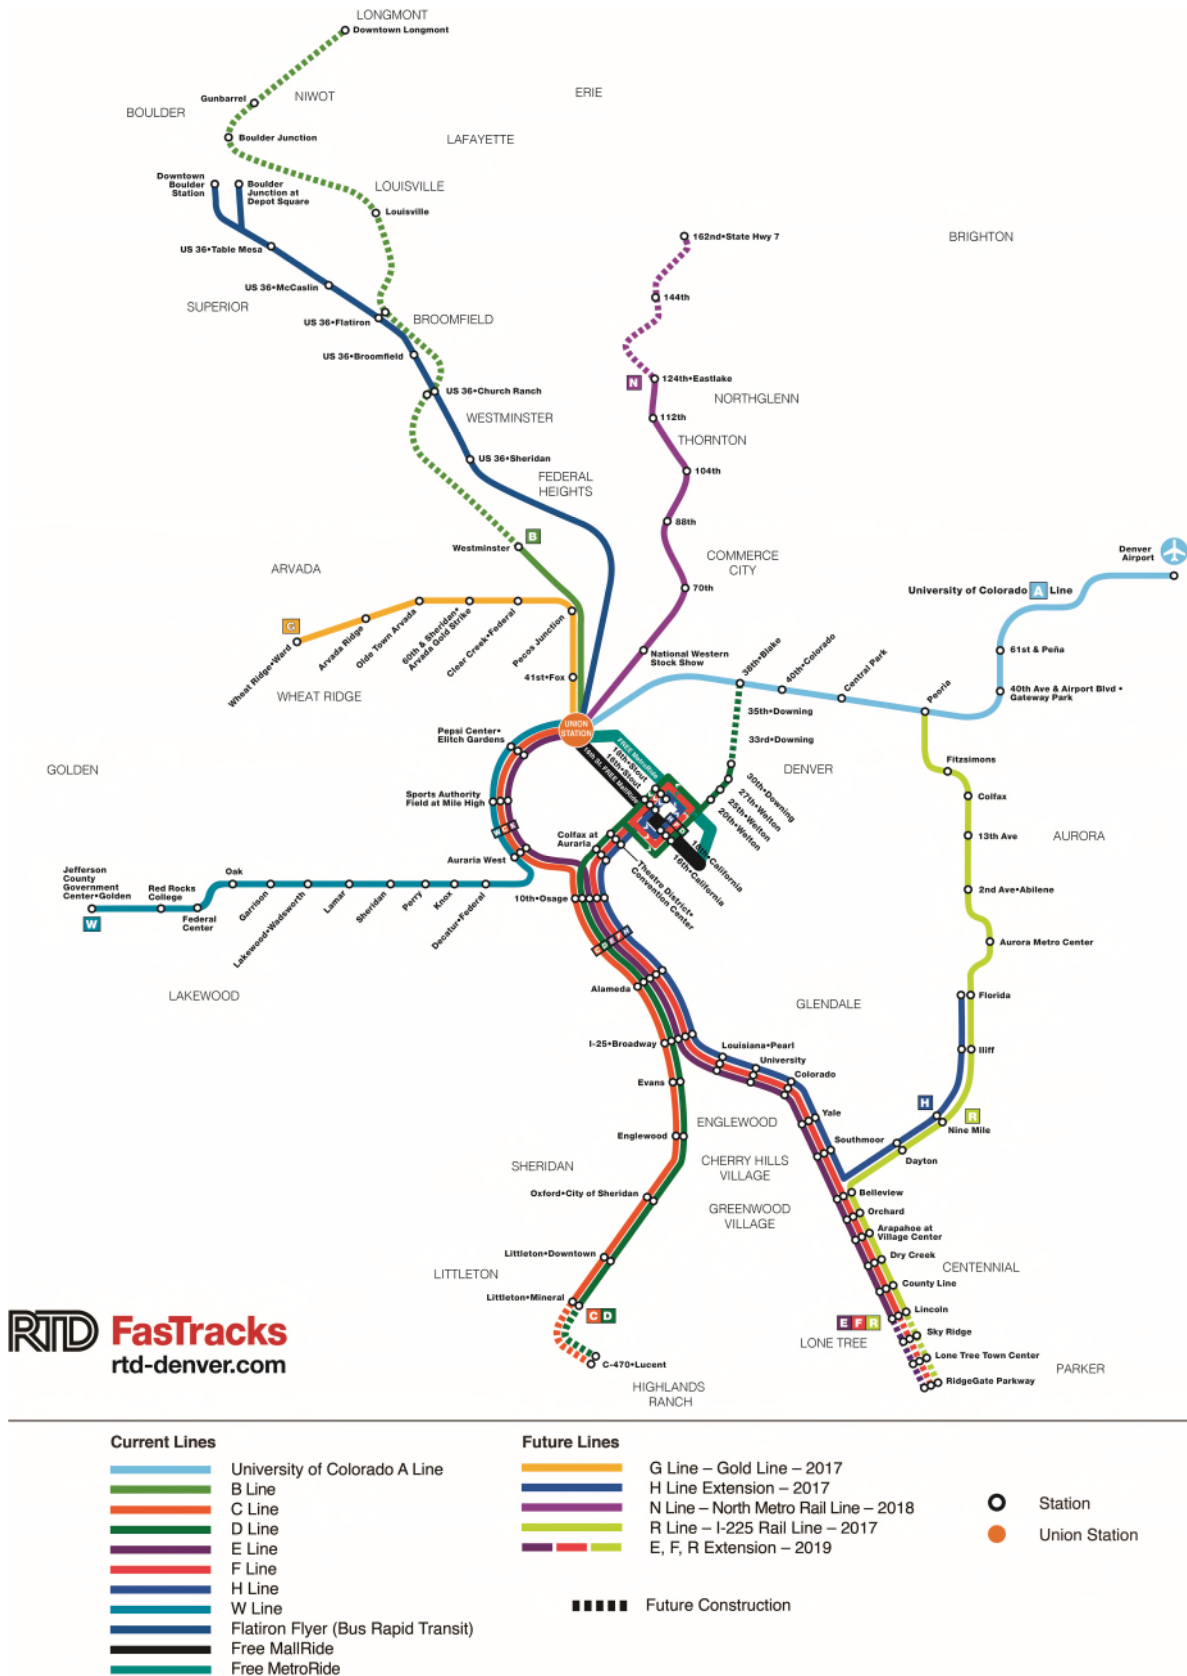 LONGMONT
Downtown Longmont
Gunbarrel
NIWOT
ERIE
BOULDER
Boulder Junction
LAFAYETTE
Downtown
Boulder
Station
Boulder
Junction at
Depot Square
LOUISVILLE
Louisville
162nd•State Hwy 7
BRIGHTON
US 36•Table Mesa
US 36•McCaslin
144th
SUPERIOR
US 36•Flatiron
BROOMFIELD
US 36•Broomfield
N
124th•Eastlake
US 36•Church Ranch
NORTHGLENN
WESTMINSTER
112th
THORNTON
US 36•Sheridan
104th
FEDERAL
HEIGHTS
88th
B
Westminster
COMMERCE
CITY
Denver
Airport
ARVADA
70th
University of Colorado A Line
G
Wheat Ridge•Ward
Arvada Ridge
Olde Town Arvada
60th & Sheridan•
Arvada Gold Strike
Clear Creek•Federal
Pecos Junction
National Western
Stock Show
38th•Blake
40th•Colorado
Central Park
Peoria
61st & Peña
40th Ave & Airport Blvd •
Gateway Park
41st•Fox
WHEAT RIDGE
35th•Downing
UNION
STATION
Pepsi Center•
Elitch Gardens
FREE MetroRide
16th St. FREE MallRide
19th•Stout
16th•Stout
33rd•Downing
DENVER
GOLDEN
Fitzsimons
30th•Downing
27th•Welton
25th•Welton
20th•Welton
Colfax
Sports Authority
Field at Mile High
W E C
Colfax at
Auraria
18th•California
16th•California
13th Ave
AURORA
Auraria West
Theatre District•
Convention Center
Jefferson
County
Government
Center•Golden
Red Rocks
College
Oak
W
Federal
Center
Garrison
Lakewood•Wadsworth
Lamar
Sheridan
Perry
Knox
Decatur•Federal
10th•Osage
2nd Ave•Abilene
C D E F H
Aurora Metro Center
LAKEWOOD
Alameda
GLENDALE
Florida
I-25•Broadway
Louisiana•Pearl
University
Colorado
Iliff
Evans
H
R
Yale
Nine Mile
ENGLEWOOD
Englewood
Southmoor
Dayton
SHERIDAN
CHERRY HILLS
VILLAGE
Oxford•City of Sheridan
Belleview
GREENWOOD
VILLAGE
Orchard
Arapahoe at
Village Center
Littleton•Downtown
Dry Creek
LITTLETON
CENTENNIAL
County Line
Littleton•Mineral
C D
Lincoln
E F R
LONE TREE
Sky Ridge
Lone Tree Town Center
PARKER
C-470•Lucent
RidgeGate Parkway
HIGHLANDS
RANCH
RTD FasTracks
rtd-denver.com
Current Lines
University of Colorado A Line
B Line
C Line
D Line
E Line
F Line
H Line
W Line
Flatiron Flyer (Bus Rapid Transit)
Free MallRide
Free MetroRide
Future Lines
G Line – Gold Line – 2017
H Line Extension – 2017
N Line – North Metro Rail Line – 2018
R Line – I-225 Rail Line – 2017
E, F, R Extension – 2019
Future Construction
Station
Union Station